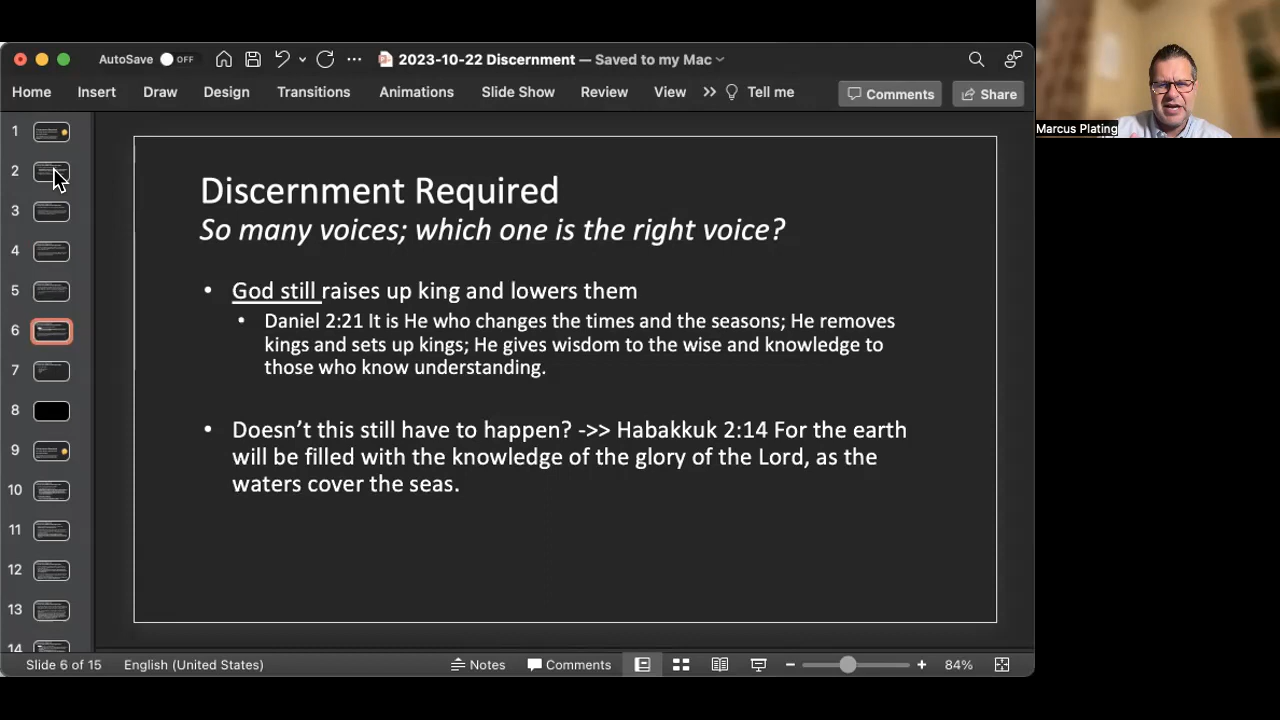 AutoSave OFF 2023-10-22 Discernment — Saved to my Mac
Home Insert Draw Design Transitions Animations Slide Show Review View Tell me Comments Share
Marcus Plating
1
2
3
4
5
6
7
8
9
10
11
12
13
14
Discernment Required
So many voices; which one is the right voice?
• God still raises up king and lowers them
• Daniel 2:21 It is He who changes the times and the seasons; He removes
kings and sets up kings; He gives wisdom to the wise and knowledge to
those who know understanding.
• Doesn’t this still have to happen? ->> Habakkuk 2:14 For the earth
will be filled with the knowledge of the glory of the Lord, as the
waters cover the seas.
Slide 6 of 15 English (United States) Notes Comments 84%